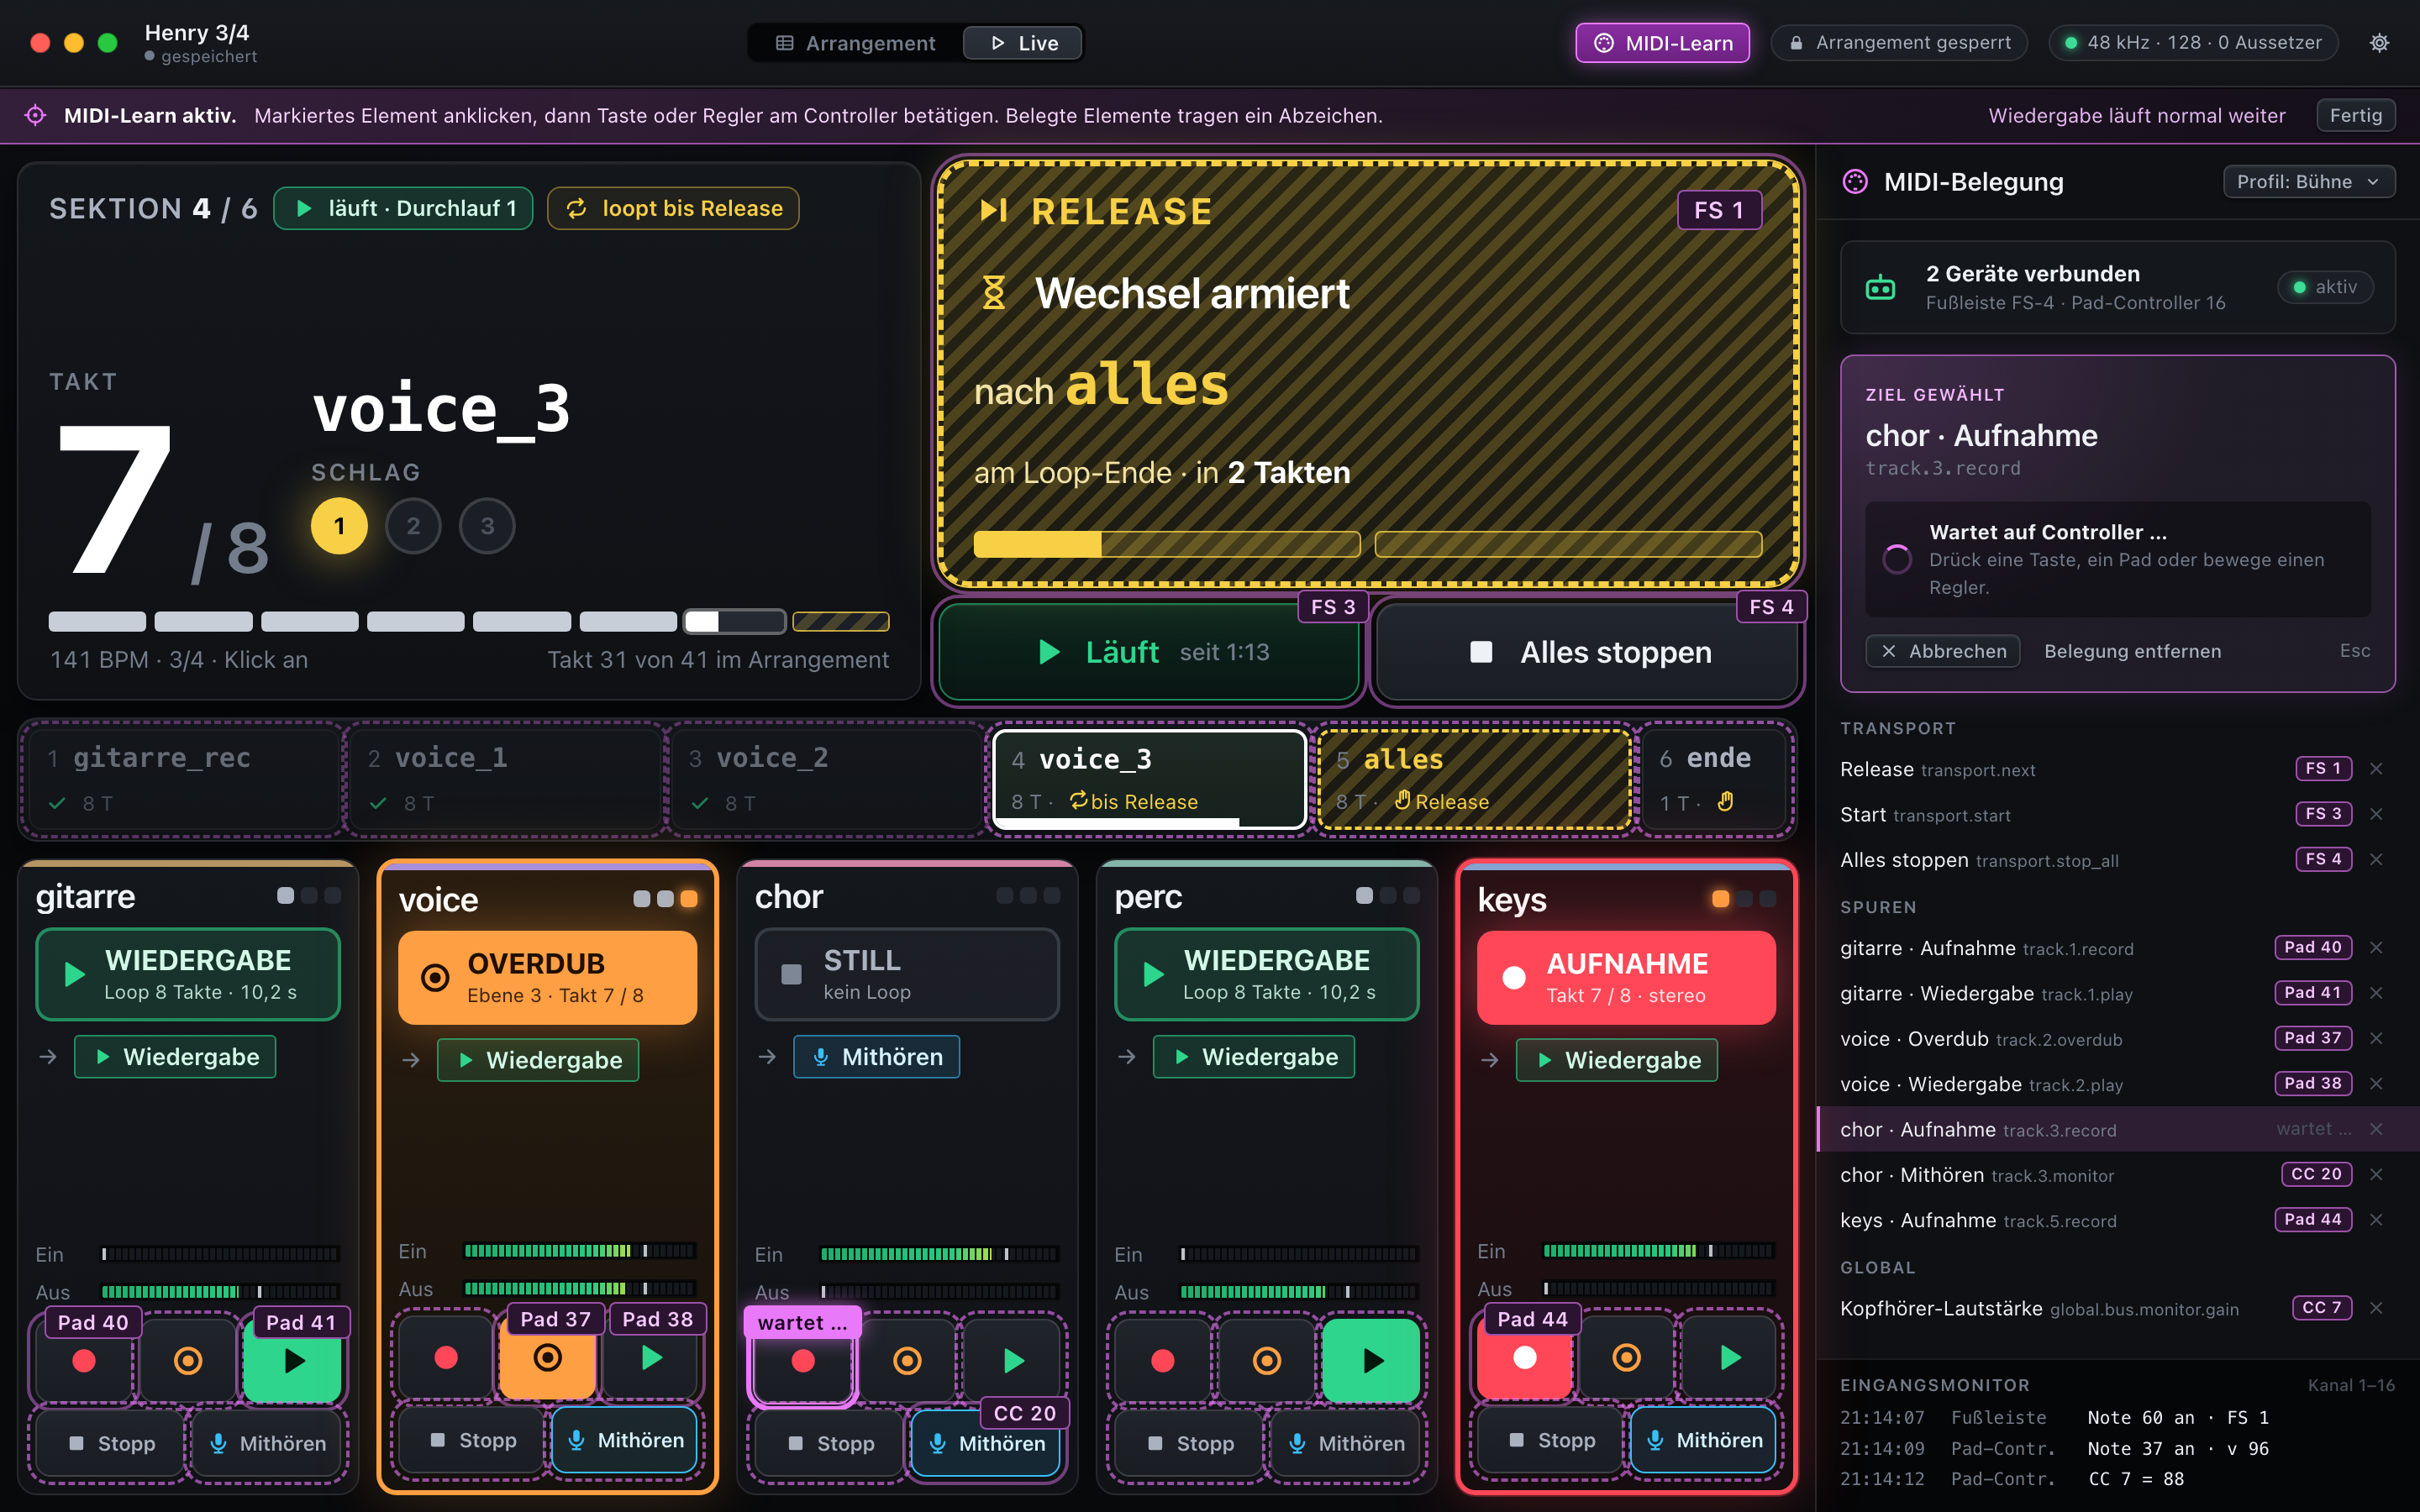 Henry 3/4
gespeichert
Arrangement
Live
MIDI-Learn
Arrangement gesperrt
48 kHz · 128 · 0 Aussetzer
MIDI-Learn aktiv. Markiertes Element anklicken, dann Taste oder Regler am Controller betätigen. Belegte Elemente tragen ein Abzeichen.
Wiedergabe läuft normal weiter
Fertig
SEKTION 4 / 6
läuft · Durchlauf 1
loopt bis Release
TAKT
7 / 8
voice_3
SCHLAG
1 2 3
141 BPM · 3/4 · Klick an
Takt 31 von 41 im Arrangement
RELEASE
FS 1
Wechsel armiert
nach alles
am Loop-Ende · in 2 Takten
FS 3
Läuft seit 1:13
FS 4
Alles stoppen
1 gitarre_rec
8 T
2 voice_1
8 T
3 voice_2
8 T
4 voice_3
8 T · bis Release
5 alles
8 T · Release
6 ende
1 T ·
gitarre
WIEDERGABE
Loop 8 Takte · 10,2 s
Wiedergabe
Ein
Aus
Pad 40
Pad 41
Stopp
Mithören
voice
OVERDUB
Ebene 3 · Takt 7 / 8
Wiedergabe
Ein
Aus
Pad 37
Pad 38
Stopp
Mithören
chor
STILL
kein Loop
Mithören
Ein
Aus
wartet ...
CC 20
Stopp
Mithören
perc
WIEDERGABE
Loop 8 Takte · 10,2 s
Wiedergabe
Ein
Aus
Stopp
Mithören
keys
AUFNAHME
Takt 7 / 8 · stereo
Wiedergabe
Ein
Aus
Pad 44
Stopp
Mithören
MIDI-Belegung
Profil: Bühne
2 Geräte verbunden
Fußleiste FS-4 · Pad-Controller 16
aktiv
ZIEL GEWÄHLT
chor · Aufnahme
track.3.record
Wartet auf Controller ...
Drück eine Taste, ein Pad oder bewege einen
Regler.
Abbrechen
Belegung entfernen
Esc
TRANSPORT
Release transport.next FS 1
Start transport.start FS 3
Alles stoppen transport.stop_all FS 4
SPUREN
gitarre · Aufnahme track.1.record Pad 40
gitarre · Wiedergabe track.1.play Pad 41
voice · Overdub track.2.overdub Pad 37
voice · Wiedergabe track.2.play Pad 38
chor · Aufnahme track.3.record wartet ...
chor · Mithören track.3.monitor CC 20
keys · Aufnahme track.5.record Pad 44
GLOBAL
Kopfhörer-Lautstärke global.bus.monitor.gain CC 7
EINGANGSMONITOR
Kanal 1–16
21:14:07 Fußleiste Note 60 an · FS 1
21:14:09 Pad-Contr. Note 37 an · v 96
21:14:12 Pad-Contr. CC 7 = 88